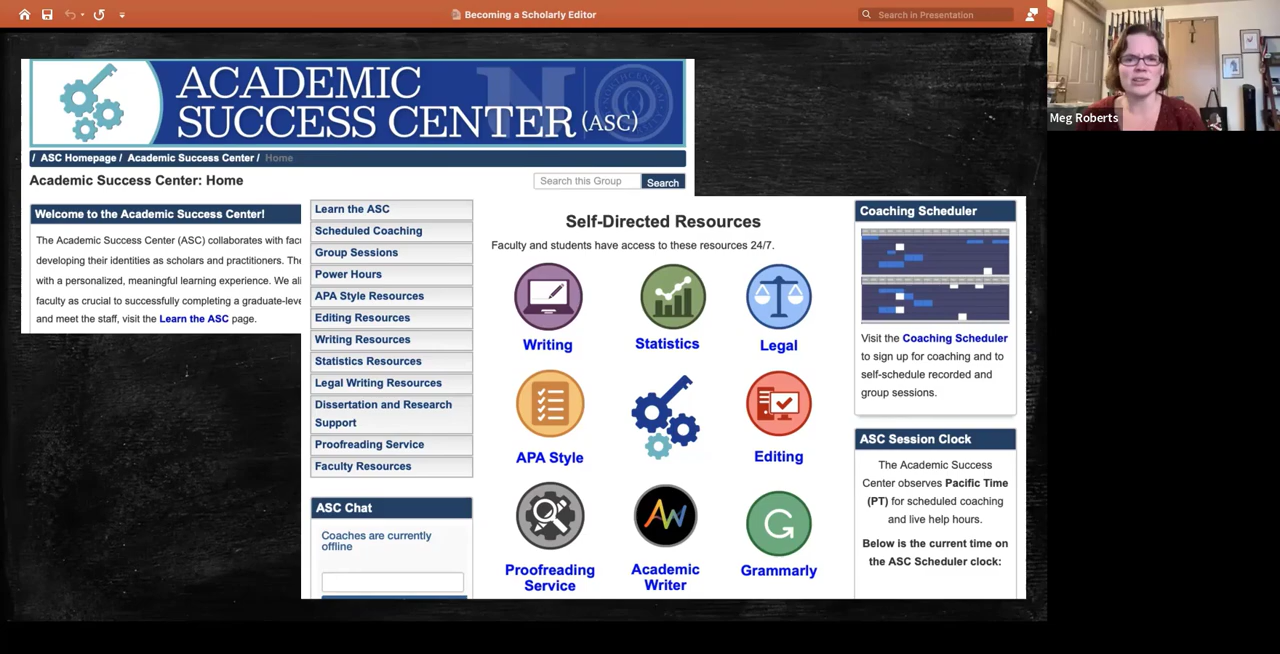 Becoming a Scholarly Editor
Search in Presentation
Meg Roberts
ACADEMIC
SUCCESS CENTER (ASC)
/ ASC Homepage / Academic Success Center / Home
Academic Success Center: Home
Search this Group
Search
Welcome to the Academic Success Center!
The Academic Success Center (ASC) collaborates with
developing their identities as scholars and practitioners.
with a personalized, meaningful learning experience. We
faculty as crucial to successfully completing a
and meet the staff, visit the Learn the ASC page.
Learn the ASC
Scheduled Coaching
Group Sessions
Power Hours
APA Style Resources
Editing Resources
Writing Resources
Statistics Resources
Legal Writing Resources
Dissertation and Research
Support
Proofreading Service
Faculty Resources
ASC Chat
Coaches are currently
offline
Self-Directed Resources
Faculty and students have access to these resources 24/7.
Writing
Statistics
Legal
APA Style
Editing
Proofreading
Service
Academic
Writer
Grammarly
Coaching Scheduler
Visit the Coaching Scheduler
to sign up for coaching and to
self-schedule recorded and
group sessions.
ASC Session Clock
The Academic Success
Center observes Pacific Time
(PT) for scheduled coaching
and live help hours.
Below is the current time on
the ASC Scheduler clock: